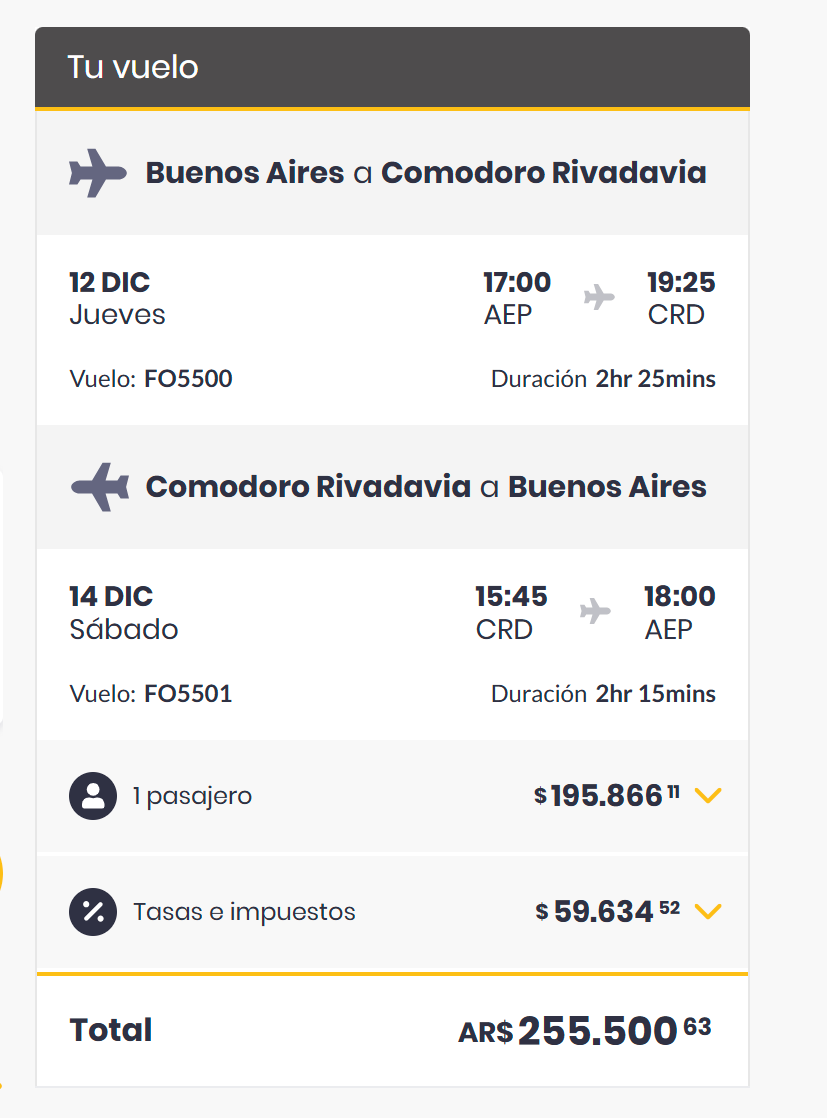 Tu vuelo
Buenos Aires a Comodoro Rivadavia
12 DIC 17:00 19:25
Jueves AEP CRD
Vuelo: FO5500 Duración 2hr 25mins
Comodoro Rivadavia a Buenos Aires
14 DIC 15:45 18:00
Sábado CRD AEP
Vuelo: FO5501 Duración 2hr 15mins
1 pasajero $195.866 11
Tasas e impuestos $ 59.634 52
Total AR$ 255.500 63